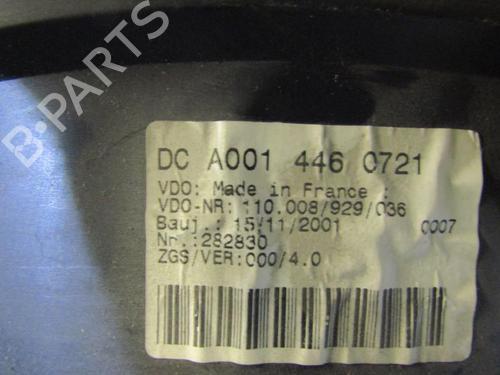 B-PARTS
DC A001 446 0721
VDO: Made in France :
VDO-NR: 110.008/929/036
Bauj.: 15/11/2001 0007
Nr.:282830
ZGS/VER:000/4.0